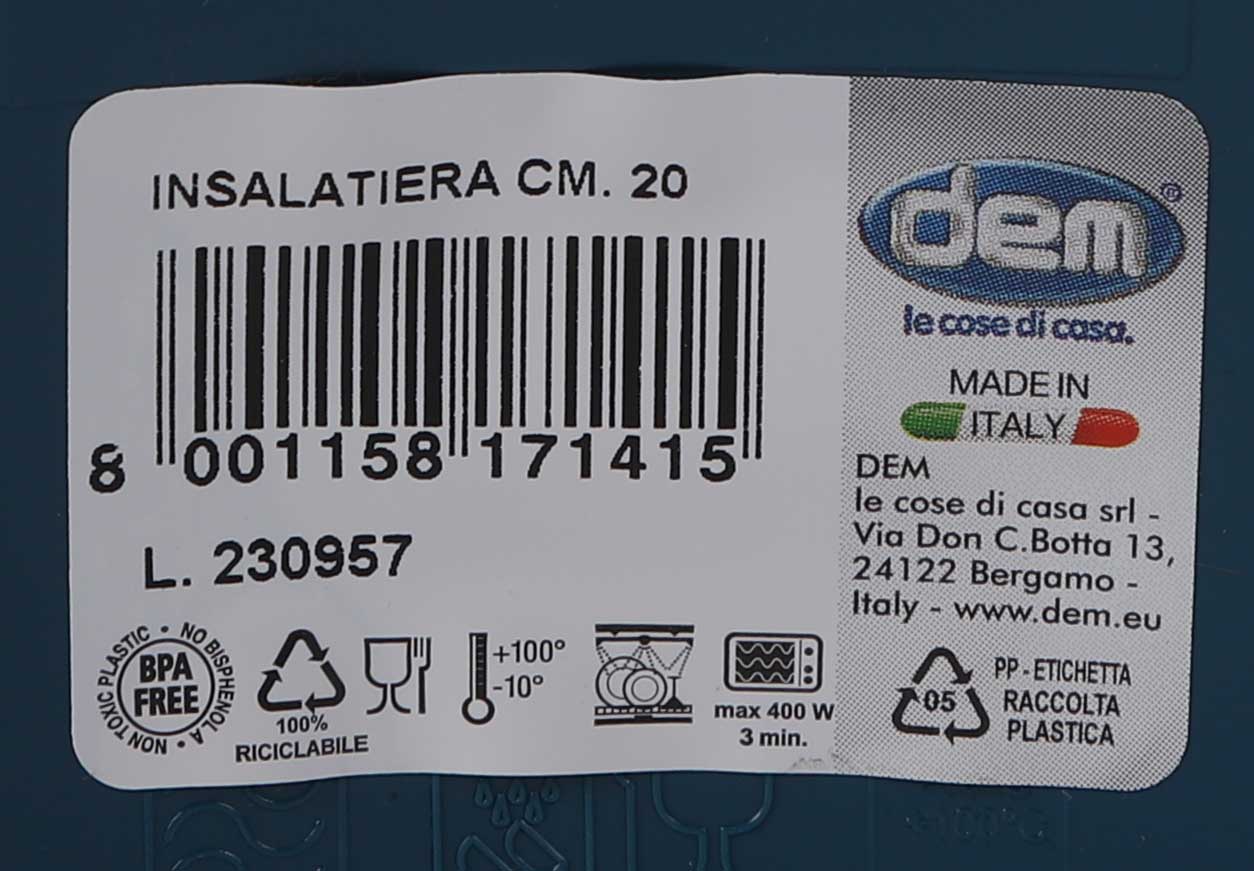 INSALATIERA CM. 20
8 001158 171415
L. 230957
NON TOXIC PLASTIC • NO BISPHENOL A •
BPA
FREE
100%
RICICLABILE
+100°
-10°
max 400 W
3 min.
dem®
le cose di casa.
MADE IN
ITALY
DEM
le cose di casa srl -
Via Don C.Botta 13,
24122 Bergamo -
Italy - www.dem.eu
05
PP-ETICHETTA
RACCOLTA
PLASTICA
+100°C